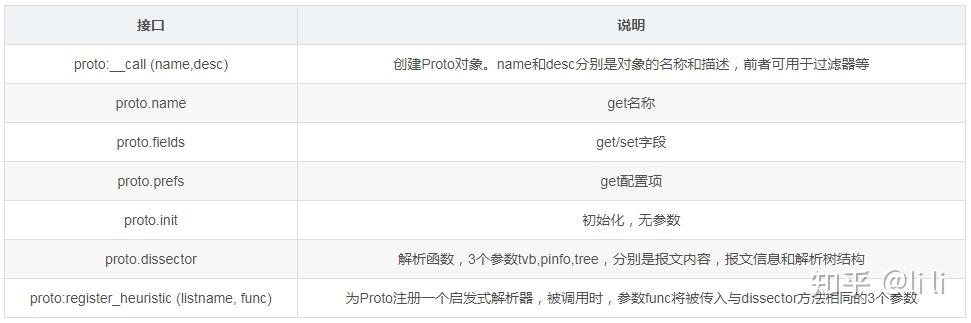 接口 说明
proto:__call (name,desc) 创建Proto对象。name和desc分别是对象的名称和描述，前者可用于过滤器等
proto.name get名称
proto.fields get/set字段
proto.prefs get配置项
proto.init 初始化，无参数
proto.dissector 解析函数，3个参数tvb,pinfo,tree，分别是报文内容，报文信息和解析树结构
proto:register_heuristic (listname, func) 为Proto注册一个启发式解析器，被调用时，参数func将被传入与dissector方法相同的3个参数
知乎 @li li